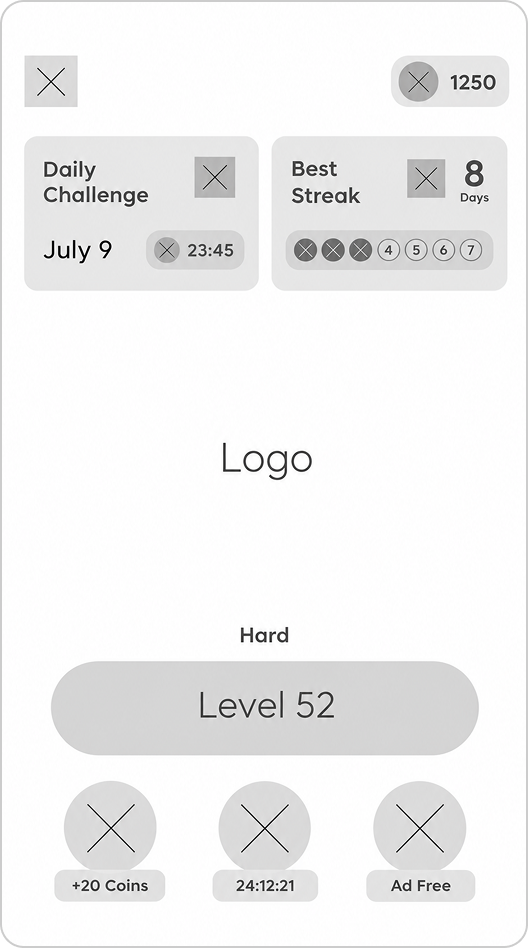 1250
Daily
Challenge
July 9
23:45
Best
Streak
8
Days
4 5 6 7
Logo
Hard
Level 52
+20 Coins
24:12:21
Ad Free